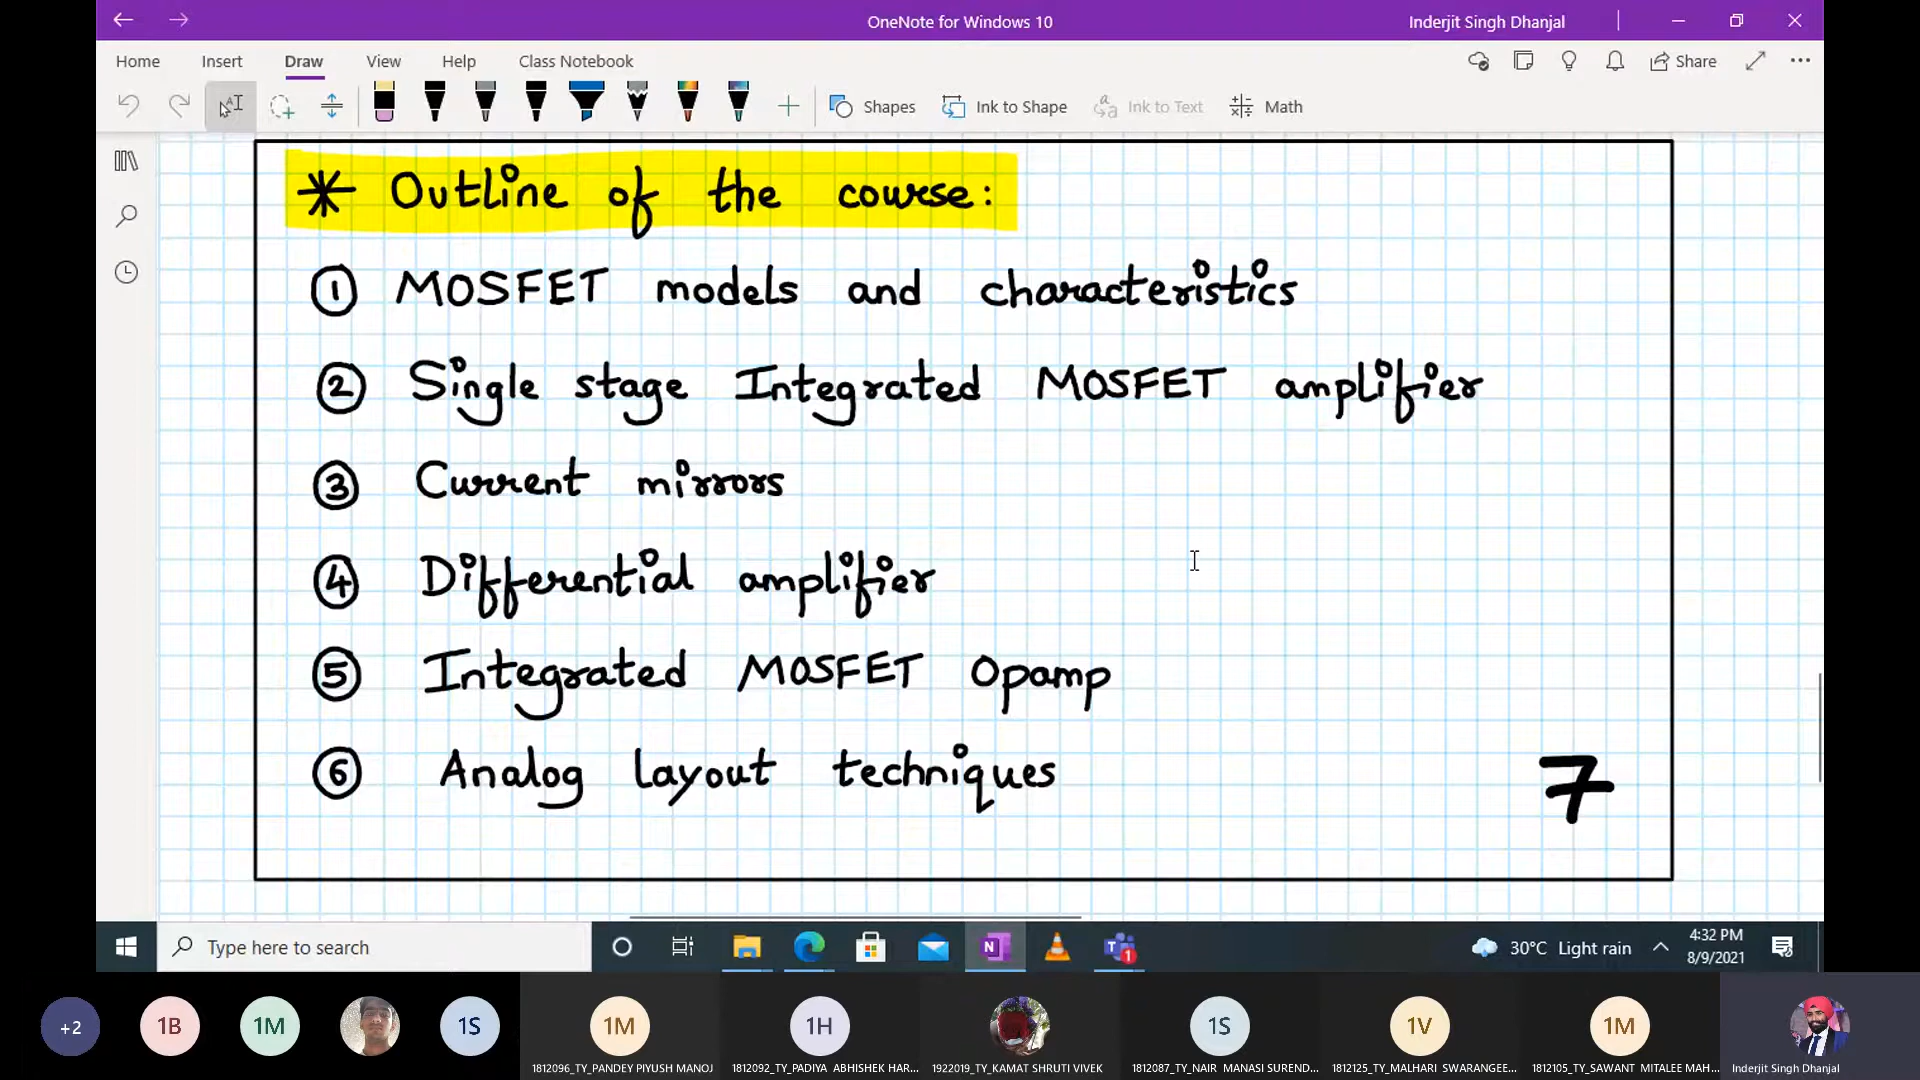 OneNote for Windows 10
Inderjit Singh Dhanjal
Home Insert Draw View Help Class Notebook Share
Shapes Ink to Shape Ink to Text Math
* Outline of the course:
① MOSFET models and characteristics
② Single stage Integrated MOSFET amplifier
③ Current mirrors
④ Differential amplifier
⑤ Integrated MOSFET Opamp
⑥ Analog layout techniques
7
Type here to search
1
30°C Light rain
4:32 PM
8/9/2021
+2 1B 1M 1S 1M 1H 1S 1V 1M
1812096_TY_PANDEY PIYUSH MANOJ 1812092_TY_PADIYA ABHISHEK HAR... 1922019_TY_KAMAT SHRUTI VIVEK 1812087_TY_NAIR MANASI SUREND... 1812125_TY_MALHARI SWARANGEE... 1812105_TY_SAWANT MITALEE MAH... Inderjit Singh Dhanjal